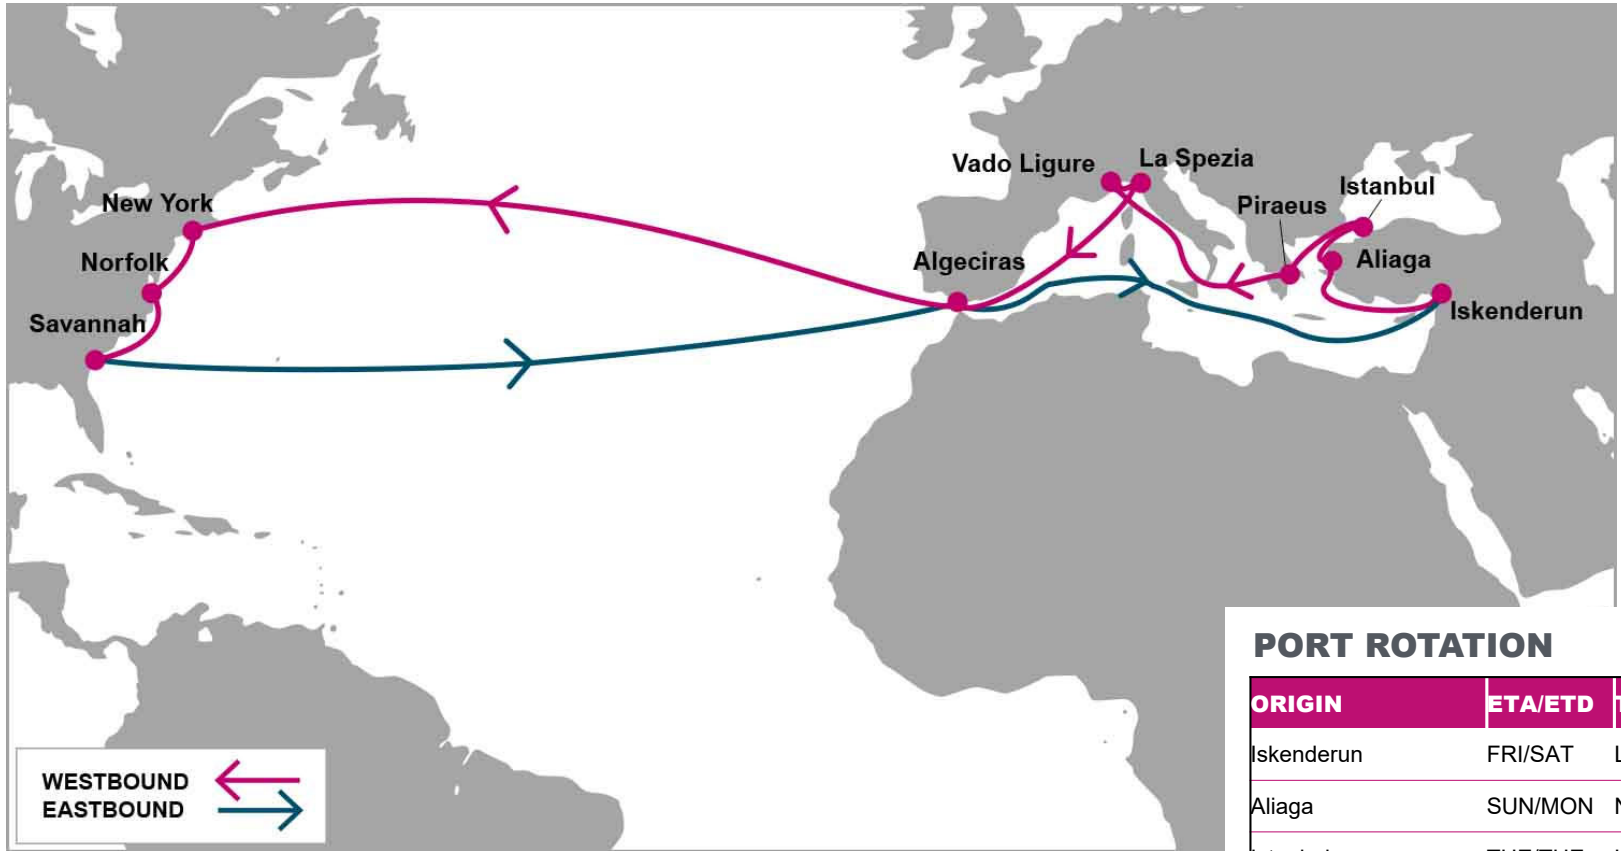 Vado Ligure
La Spezia
Istanbul
New York
Piraeus
Norfolk
Algeciras
Aliaga
Savannah
Iskenderun
PORT ROTATION
ORIGIN ETA/ETD
Iskenderun FRI/SAT
Aliaga SUN/MON
WESTBOUND
EASTBOUND